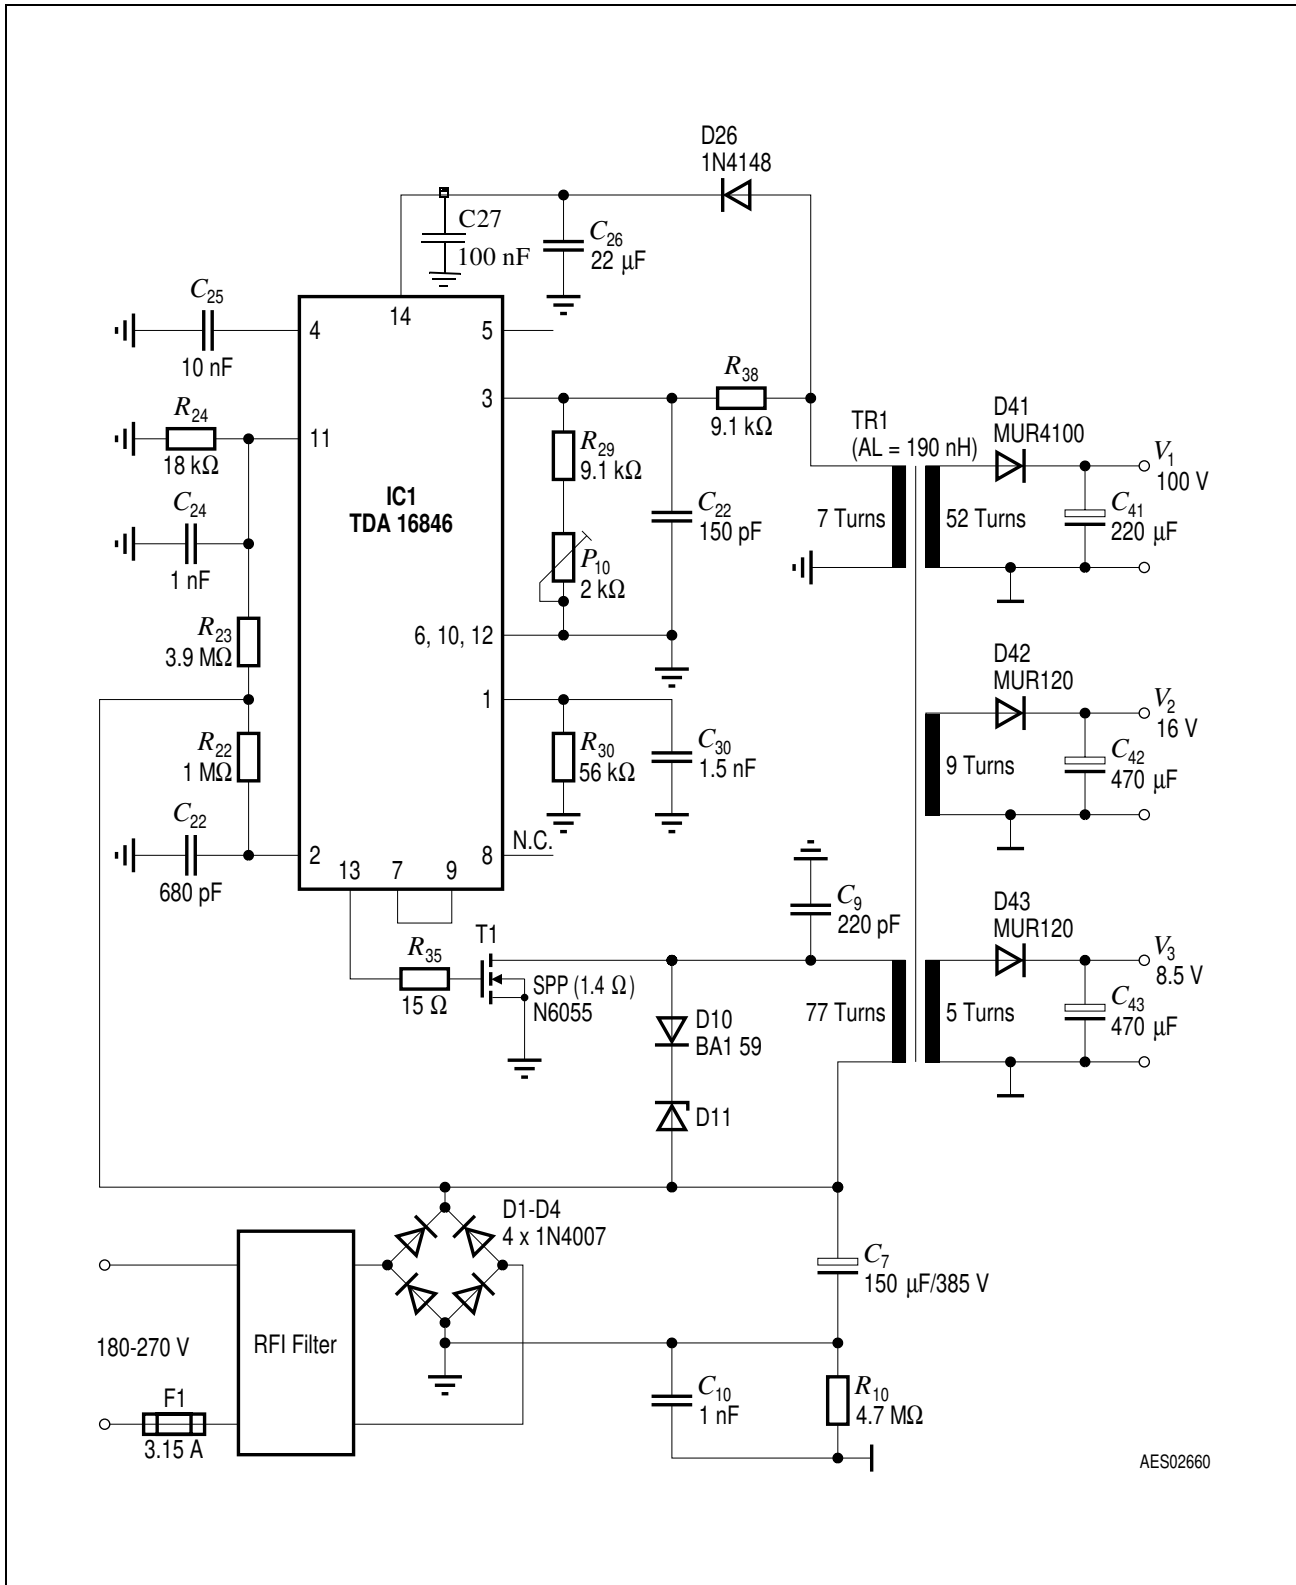 D26
1N4148
C27
100 nF
C26
22 µF
C25
10 nF
4
14
5
R24
18 kΩ
11
3
R38
9.1 kΩ
R29
9.1 kΩ
TR1
(AL = 190 nH)
D41
MUR4100
V1
100 V
C24
1 nF
IC1
TDA 16846
C22
150 pF
7 Turns
52 Turns
C41
220 µF
P10
2 kΩ
R23
3.9 MΩ
6, 10, 12
D42
MUR120
V2
16 V
1
R22
1 MΩ
R30
56 kΩ
C30
1.5 nF
9 Turns
C42
470 µF
C22
680 pF
2
13
7
9
8
N.C.
C9
220 pF
D43
MUR120
V3
8.5 V
R35
15 Ω
T1
SPP (1.4 Ω)
N6055
D10
BA1 59
77 Turns
5 Turns
C43
470 µF
D11
D1-D4
4 x 1N4007
C7
150 µF/385 V
180-270 V
RFI Filter
F1
3.15 A
C10
1 nF
R10
4.7 MΩ
AES02660